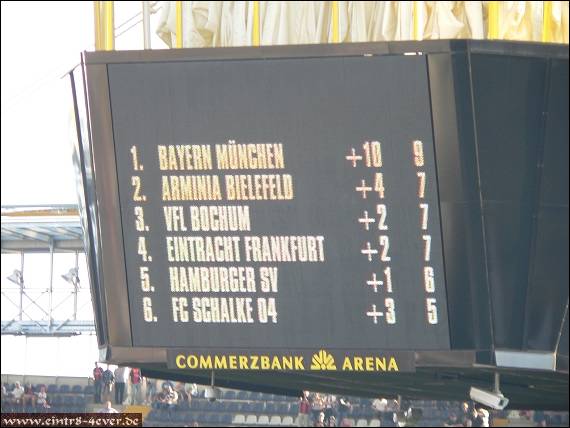 1. BAYERN MÜNCHEN +10 9
2. ARMINIA BIELEFELD +4 7
3. VFL BOCHUM +2 7
4. EINTRACHT FRANKFURT +2 7
5. HAMBURGER SV +1 6
6. FC SCHALKE 04 +3 5
COMMERZBANK ARENA
www.eintr8-4ever.de